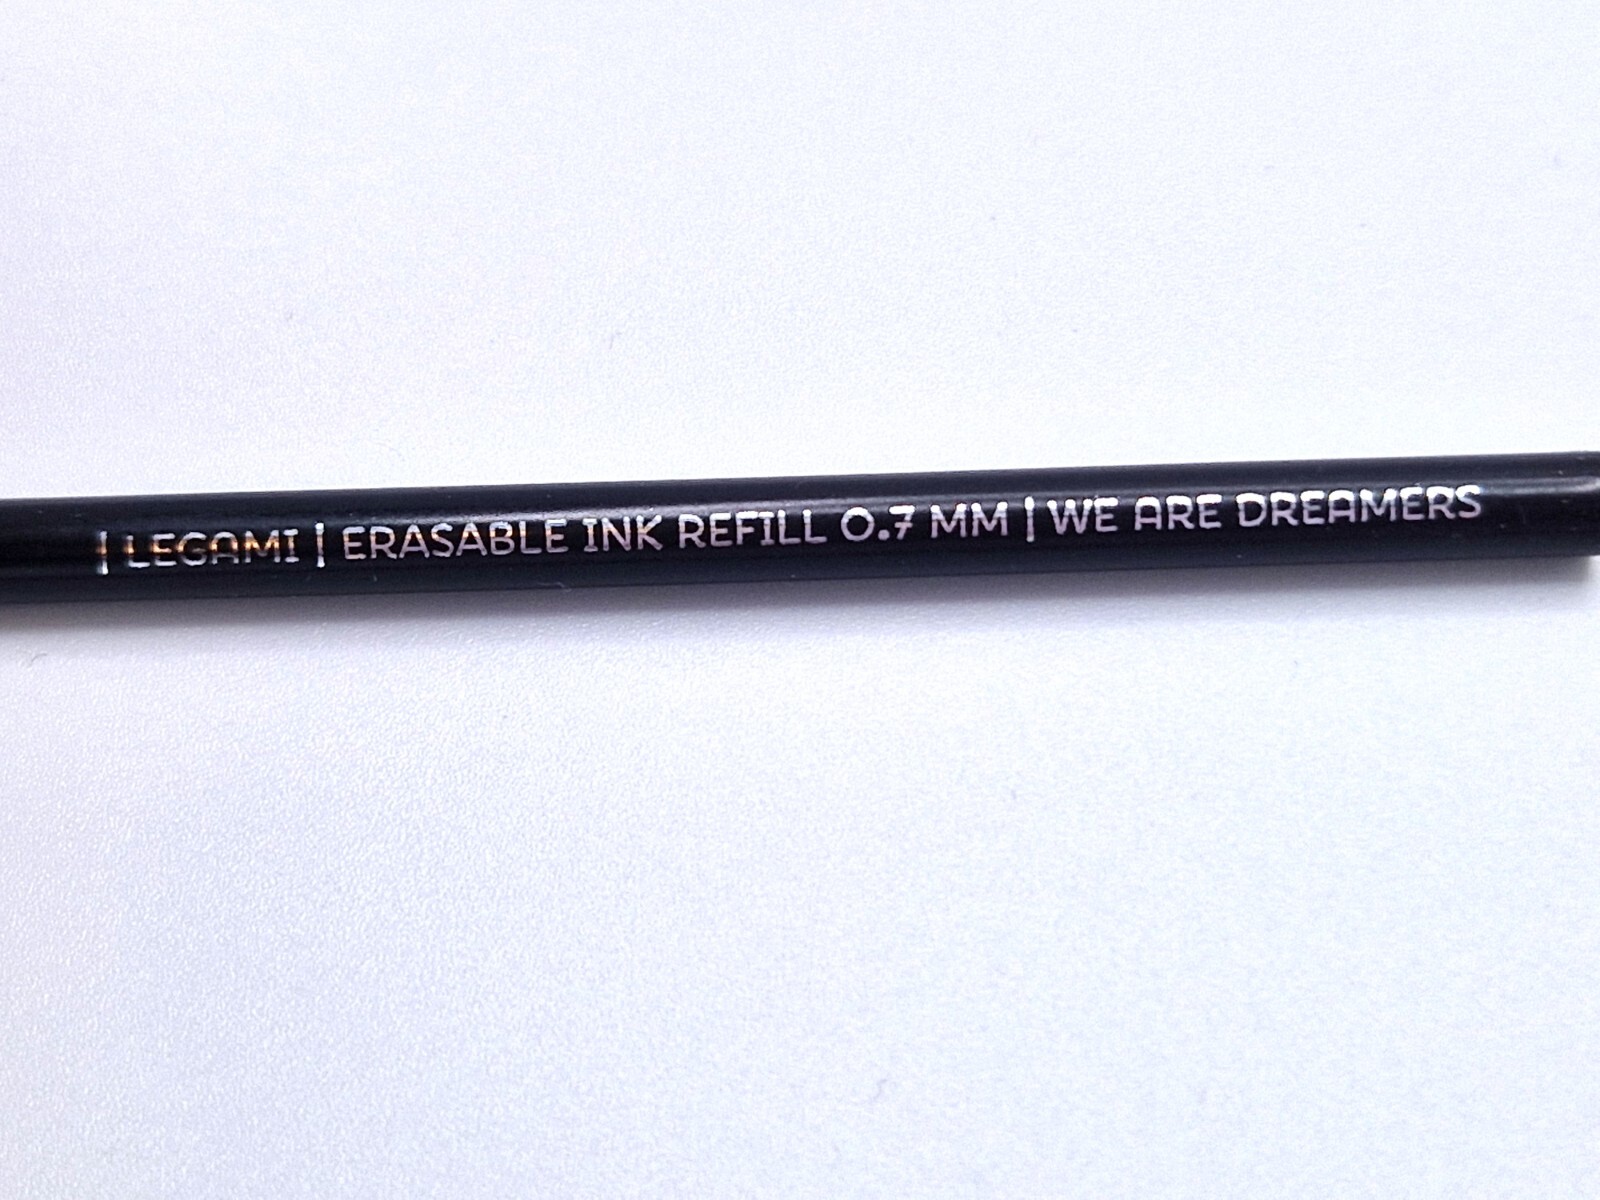 | LEGAMI | ERASABLE INK REFILL 0.7 MM | WE ARE DREAMERS